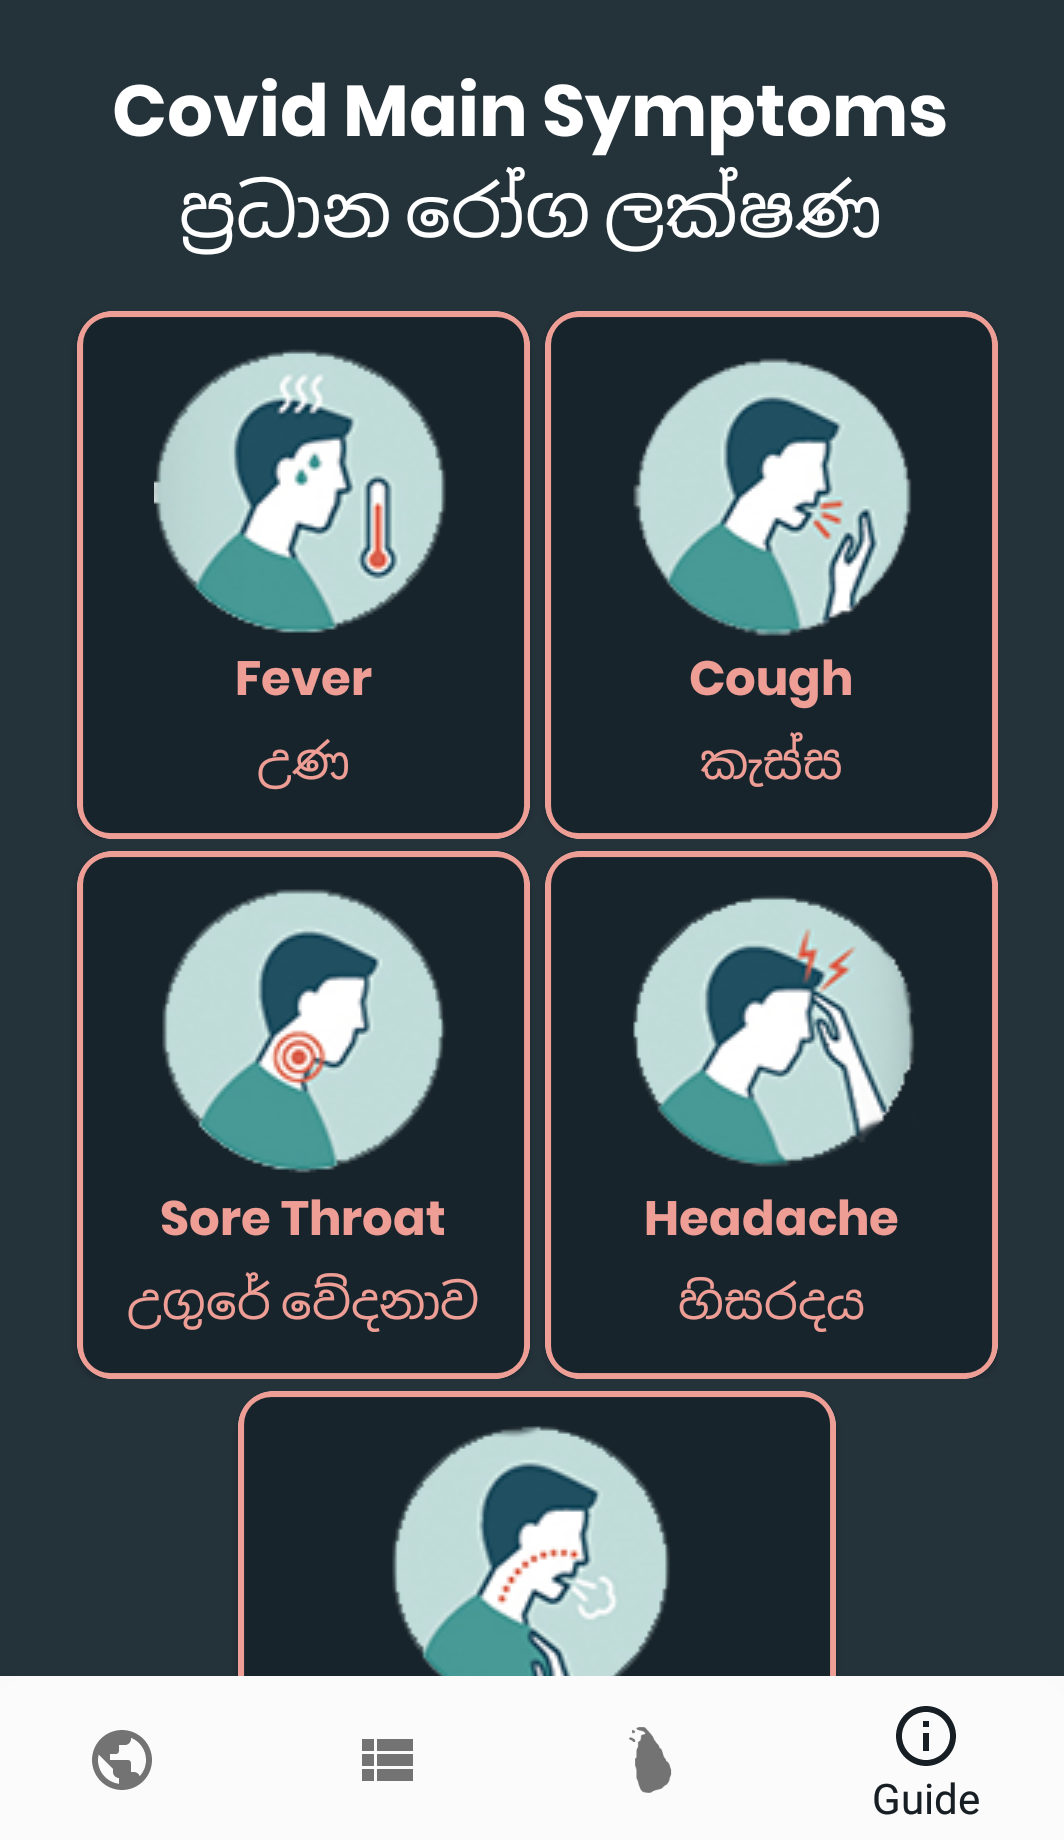 Covid Main Symptoms
ප්‍රධාන රෝග ලක්ෂණ
Fever
උණ
Cough
කැස්ස
Sore Throat
උගුරේ වේදනාව
Headache
හිසරදය
Guide